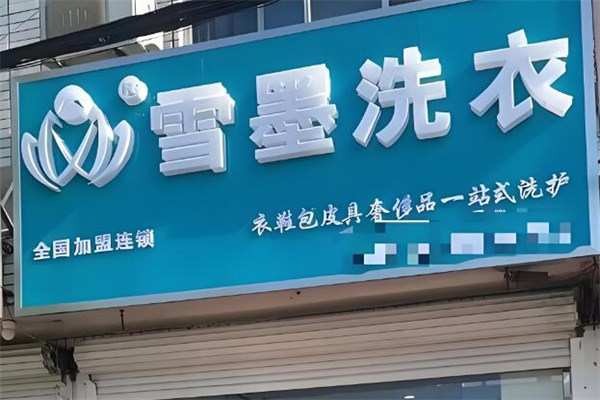 雪墨洗衣
衣鞋包皮具奢侈品一站式洗护
全国加盟连锁